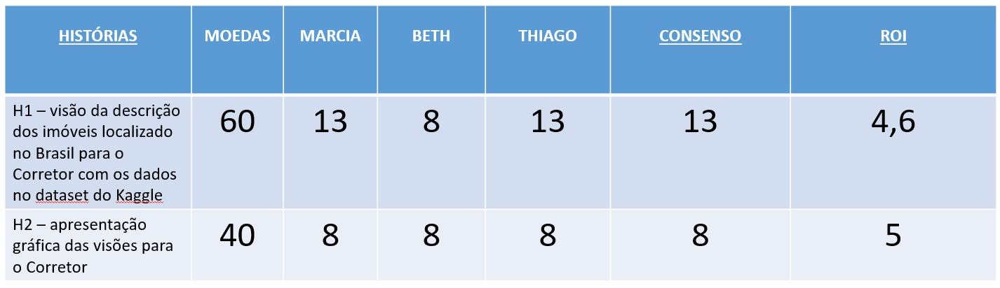 HISTÓRIAS MOEDAS MARCIA BETH THIAGO CONSENSO ROI
H1 – visão da descrição
dos imóveis localizado
no Brasil para o
Corretor com os dados
no dataset do Kaggle
60 13 8 13 13 4,6
H2 – apresentação
gráfica das visões para
o Corretor
40 8 8 8 8 5